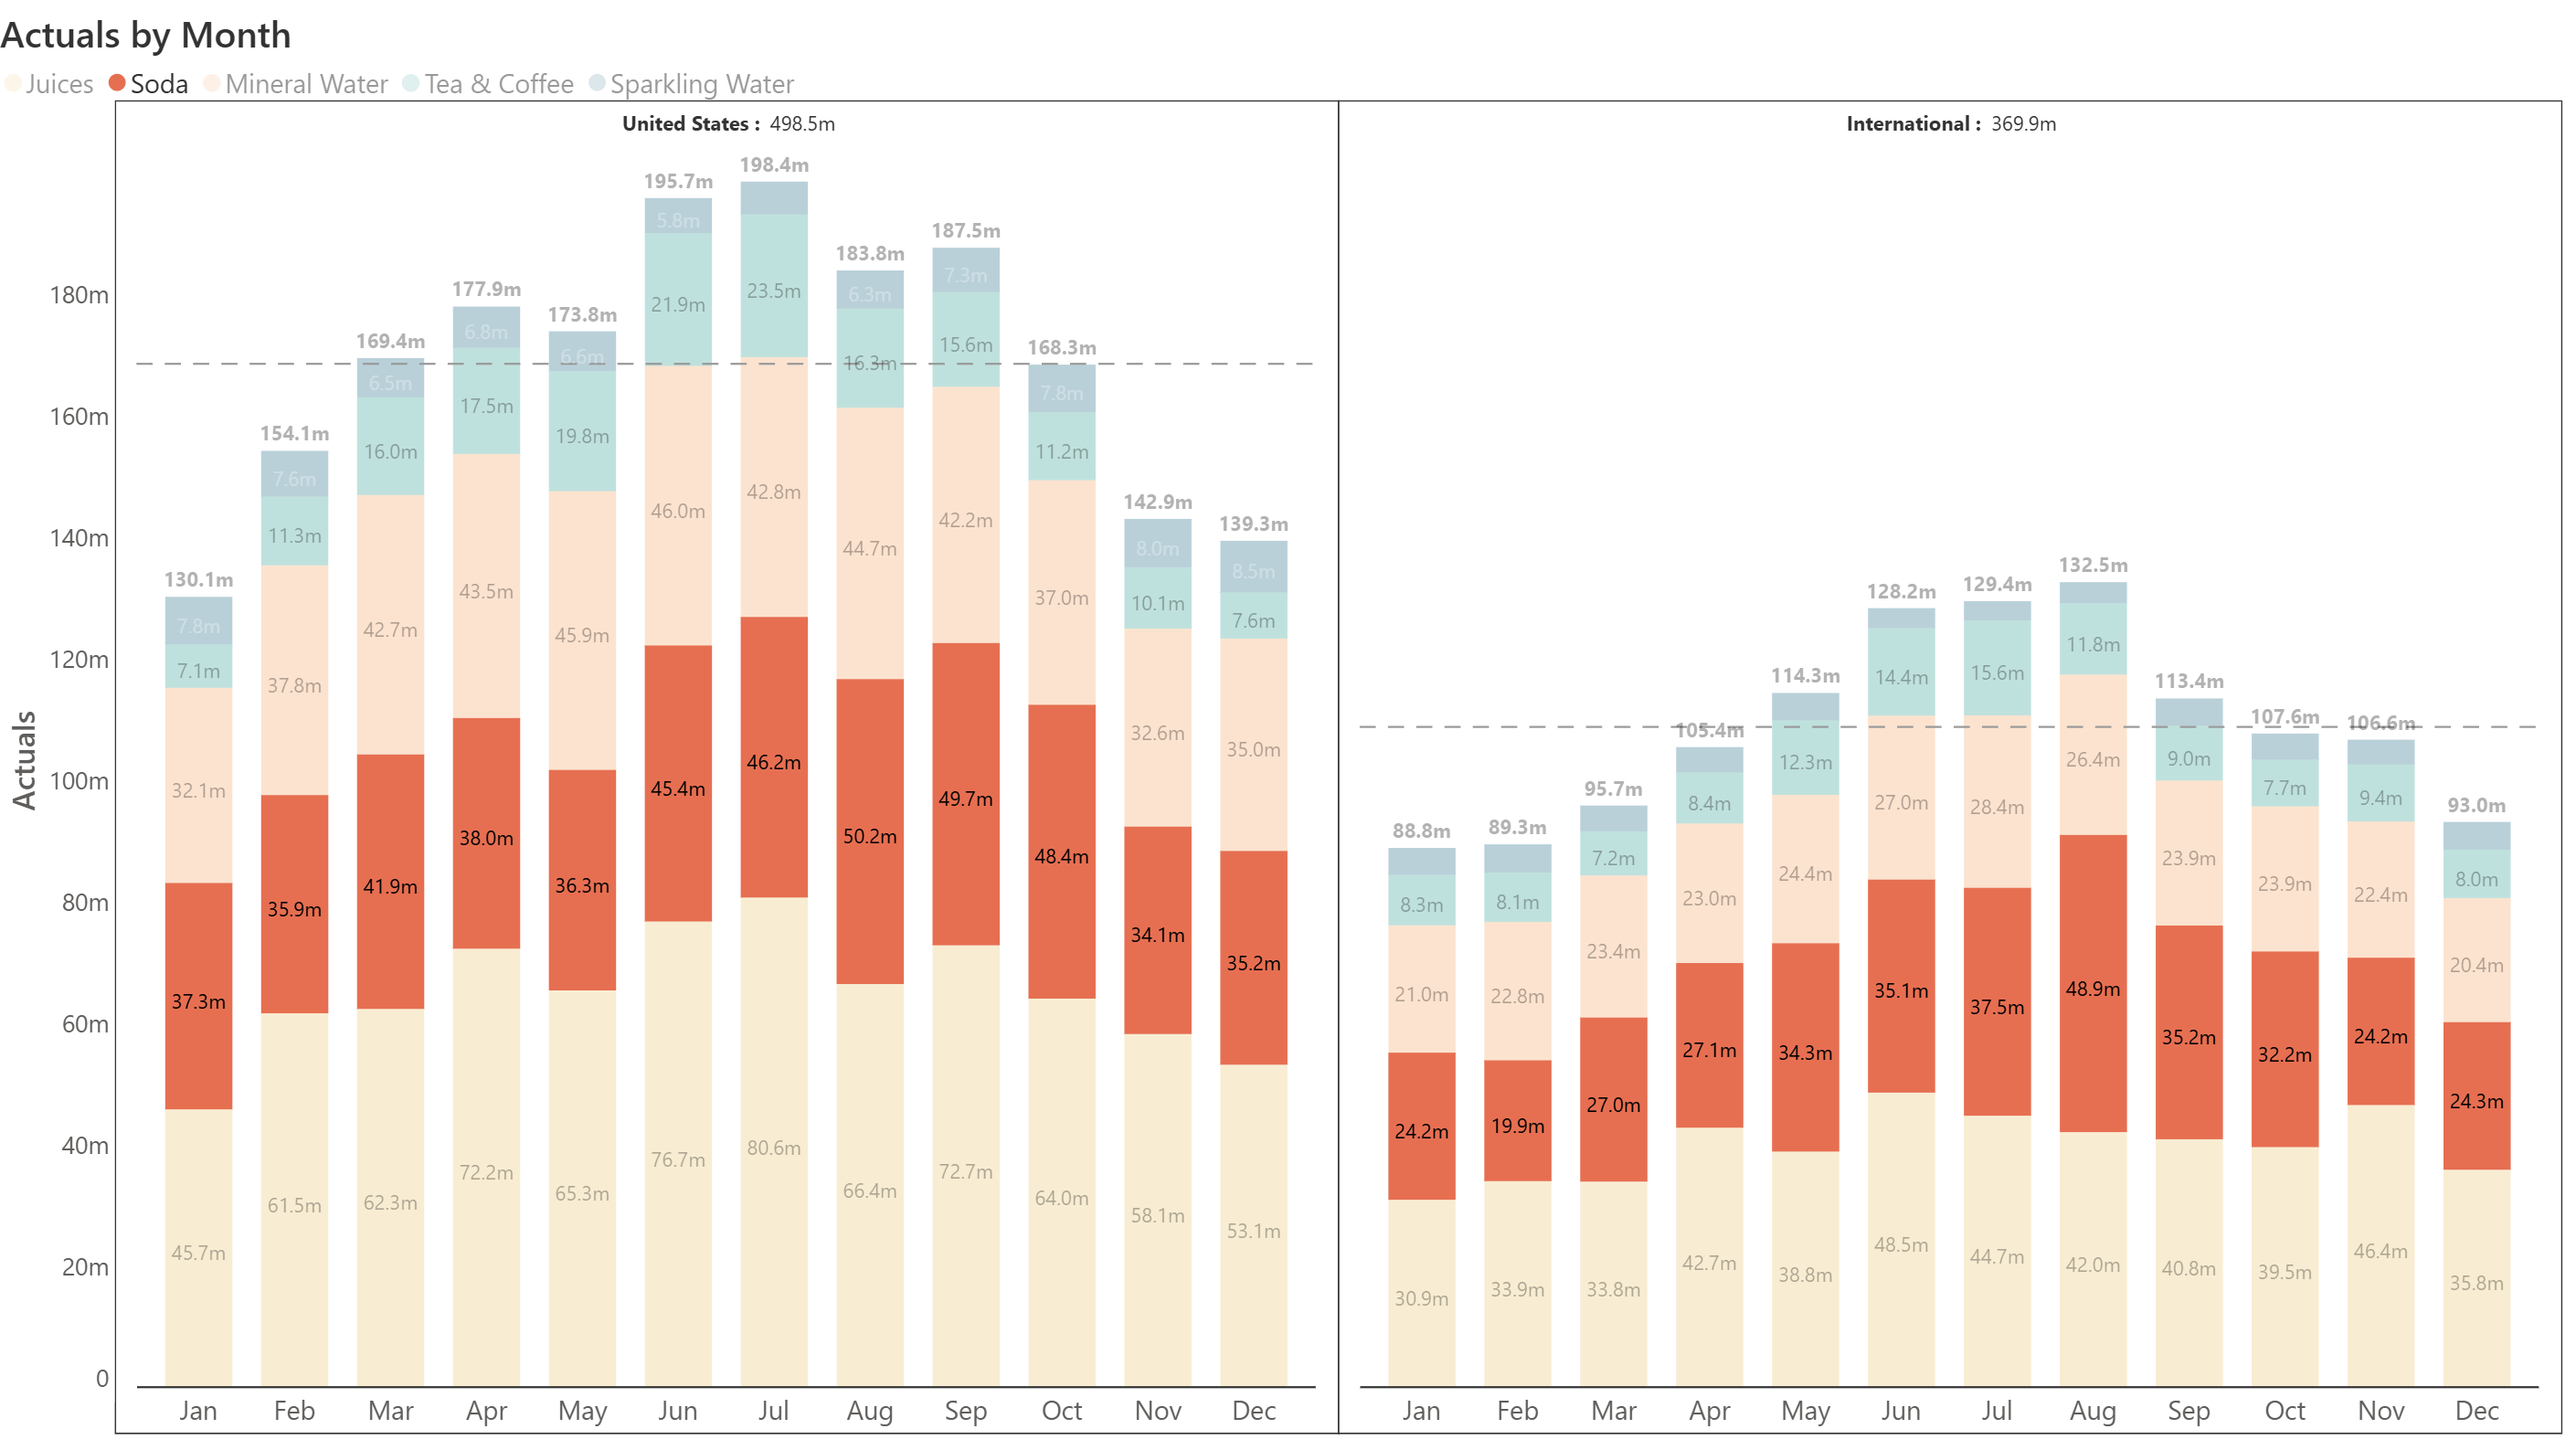 Actuals by Month
Juices Soda Mineral Water Tea & Coffee Sparkling Water
United States : 498.5m
International : 369.9m
Actuals
180m
160m
140m
120m
100m
80m
60m
40m
20m
0
130.1m
7.8m
7.1m
32.1m
37.3m
45.7m
154.1m
7.6m
11.3m
37.8m
35.9m
61.5m
169.4m
6.5m
16.0m
42.7m
41.9m
62.3m
177.9m
6.8m
17.5m
43.5m
38.0m
72.2m
173.8m
6.6m
19.8m
45.9m
36.3m
65.3m
195.7m
5.8m
21.9m
46.0m
45.4m
76.7m
198.4m
23.5m
42.8m
46.2m
80.6m
183.8m
6.3m
16.3m
44.7m
50.2m
66.4m
187.5m
7.3m
15.6m
42.2m
49.7m
72.7m
168.3m
7.8m
11.2m
37.0m
48.4m
64.0m
142.9m
8.0m
10.1m
32.6m
34.1m
58.1m
139.3m
8.5m
7.6m
35.0m
35.2m
53.1m
Jan Feb Mar Apr May Jun Jul Aug Sep Oct Nov Dec
88.8m
8.3m
21.0m
24.2m
30.9m
89.3m
8.1m
22.8m
19.9m
33.9m
95.7m
7.2m
23.4m
27.0m
33.8m
105.4m
8.4m
23.0m
27.1m
42.7m
114.3m
12.3m
24.4m
34.3m
38.8m
128.2m
14.4m
27.0m
35.1m
48.5m
129.4m
15.6m
28.4m
37.5m
44.7m
132.5m
11.8m
26.4m
48.9m
42.0m
113.4m
9.0m
23.9m
35.2m
40.8m
107.6m
7.7m
23.9m
32.2m
39.5m
106.6m
9.4m
22.4m
24.2m
46.4m
93.0m
8.0m
20.4m
24.3m
35.8m
Jan Feb Mar Apr May Jun Jul Aug Sep Oct Nov Dec